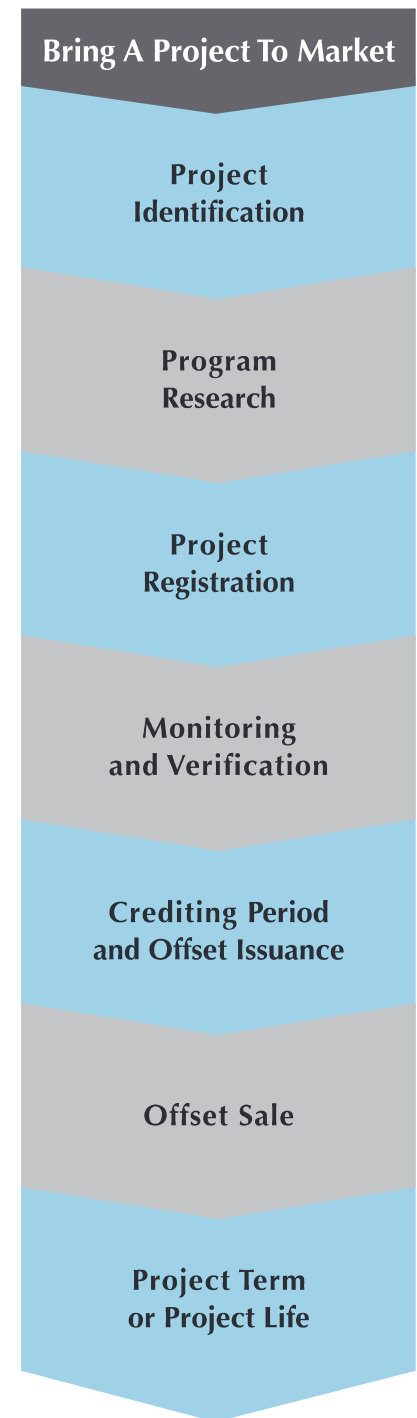 Bring A Project To Market
Project
Identification
Program
Research
Project
Registration
Monitoring
and Verification
Crediting Period
and Offset Issuance
Offset Sale
Project Term
or Project Life